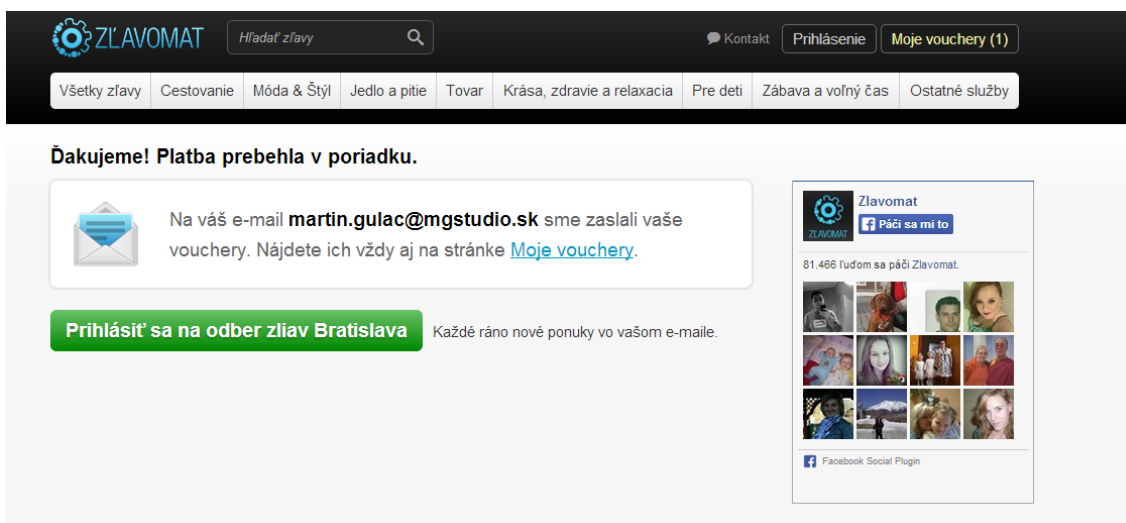 ZĽAVOMAT
Hľadať zľavy
Kontakt
Prihlásenie
Moje vouchery (1)
Všetky zľavy
Cestovanie
Móda & Štýl
Jedlo a pitie
Tovar
Krása, zdravie a relaxacia
Pre deti
Zábava a voľný čas
Ostatné služby
Ďakujeme! Platba prebehla v poriadku.
Na váš e-mail martin.gulac@mgstudio.sk sme zaslali vaše
vouchery. Nájdete ich vždy aj na stránke Moje vouchery.
Prihlásiť sa na odber zliav Bratislava
Každé ráno nové ponuky vo vašom e-maile.
ZĽAVOMAT
Zlavomat
Páči sa mi to
81.466 ľuďom sa páči Zlavomat.
Facebook Social Plugin